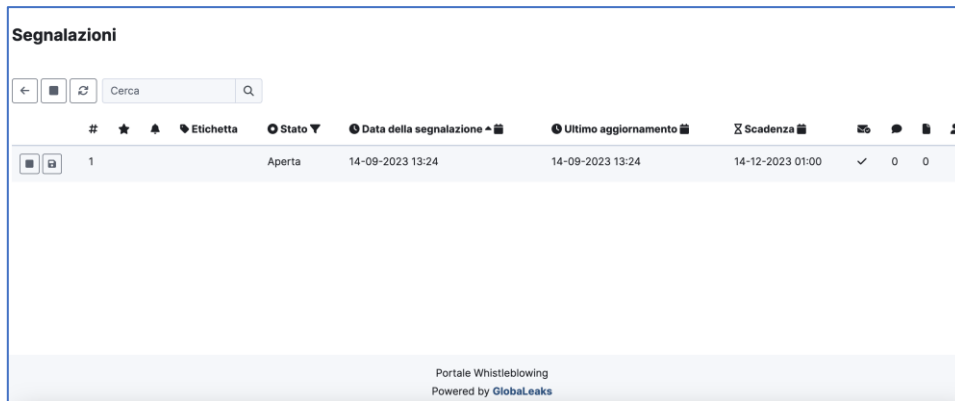 Segnalazioni
Cerca
# Etichetta Stato Data della segnalazione Ultimo aggiornamento Scadenza
1 Aperta 14-09-2023 13:24 14-09-2023 13:24 14-12-2023 01:00 0 0
Portale Whistleblowing
Powered by GlobaLeaks